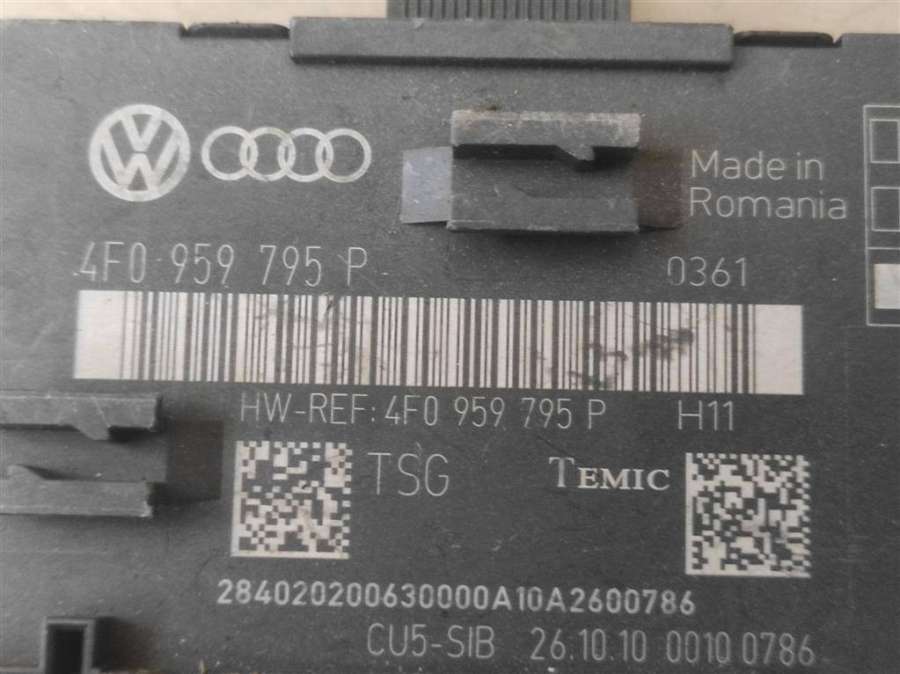 Made in
Romania
4F0 959 795 P 0361
HW-REF: 4F0 959 795 P H11
TSG TEMIC
284020200630000A10A2600786
CU5-SIB 26.10.10 0010 0786